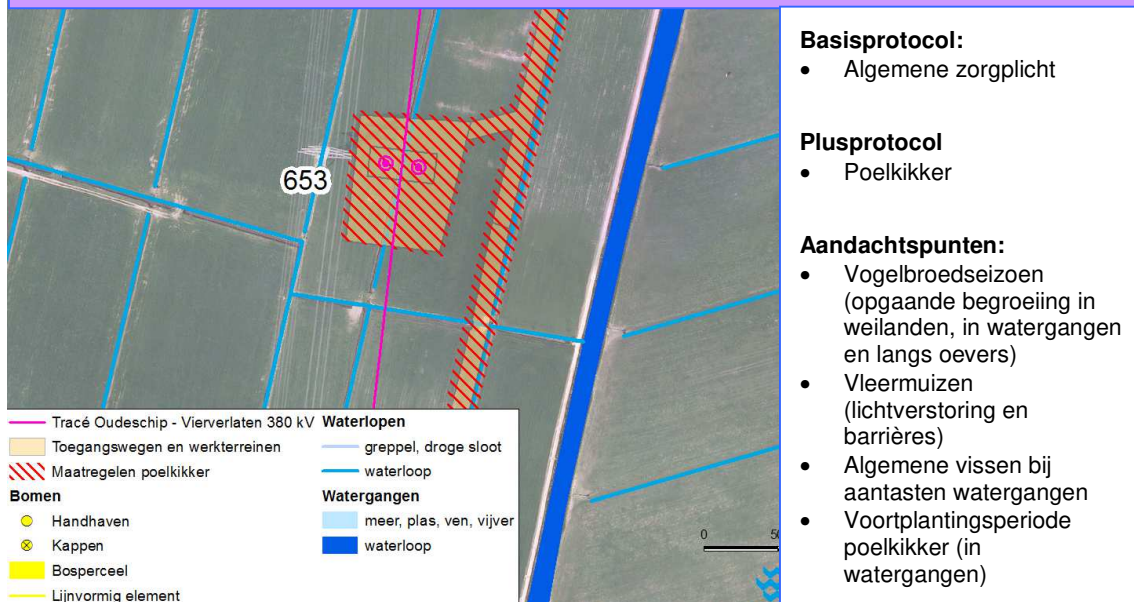 653
Tracé Oudeschip - Vierverlaten 380 kV
Toegangswegen en werkterreinen
Maatregelen poelkikker
Bomen
Handhaven
Kappen
Bosperceel
Lijnvormig element
Waterlopen
greppel, droge sloot
waterloop
Watergangen
meer, plas, ven, vijver
waterloop
0
Basisprotocol:
• Algemene zorgplicht
Plusprotocol
• Poelkikker
Aandachtspunten:
• Vogelbroedseizoen
(opgaande begroeiing in
weilanden, in watergangen
en langs oevers)
• Vleermuizen
(lichtverstoring en
barrières)
• Algemene vissen bij
aantasten watergangen
• Voortplantingsperiode
poelkikker (in
watergangen)